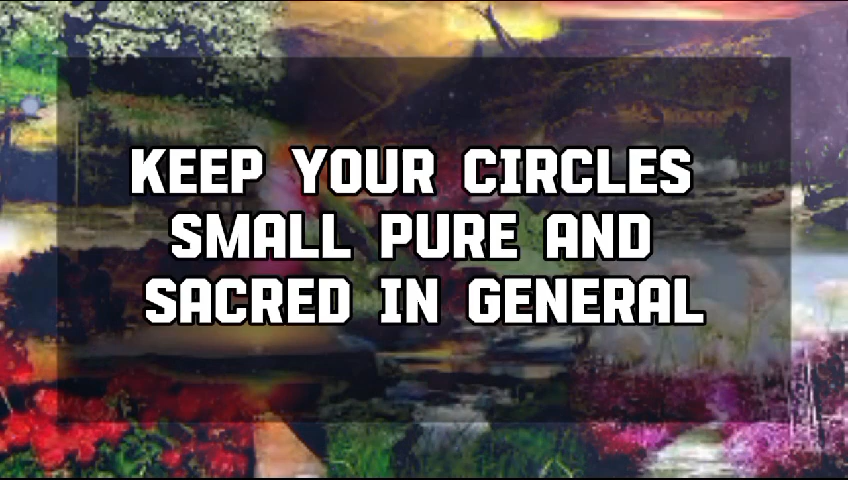 KEEP YOUR CIRCLES
SMALL PURE AND
SACRED IN GENERAL